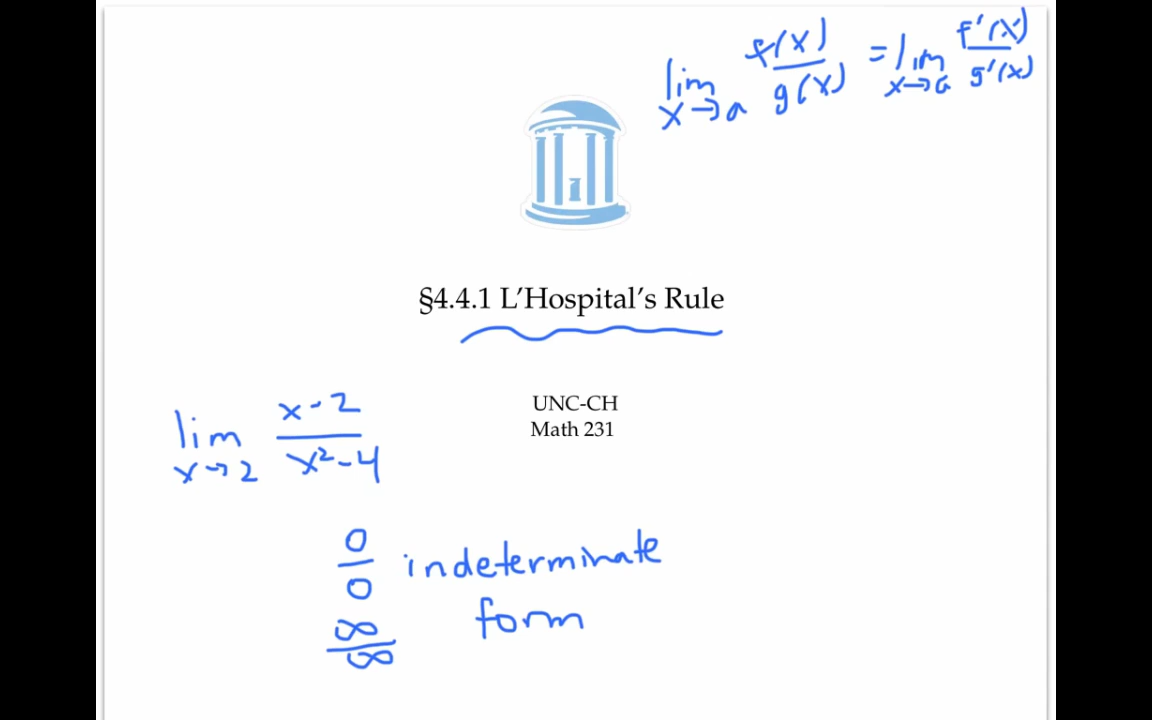 lim x→a f(x)/g(x) = lim x→a f'(x)/g'(x)
§4.4.1 L’Hospital’s Rule
UNC-CH
Math 231
lim x→2 x-2/x²-4
0/0 indeterminate
∞/∞ form